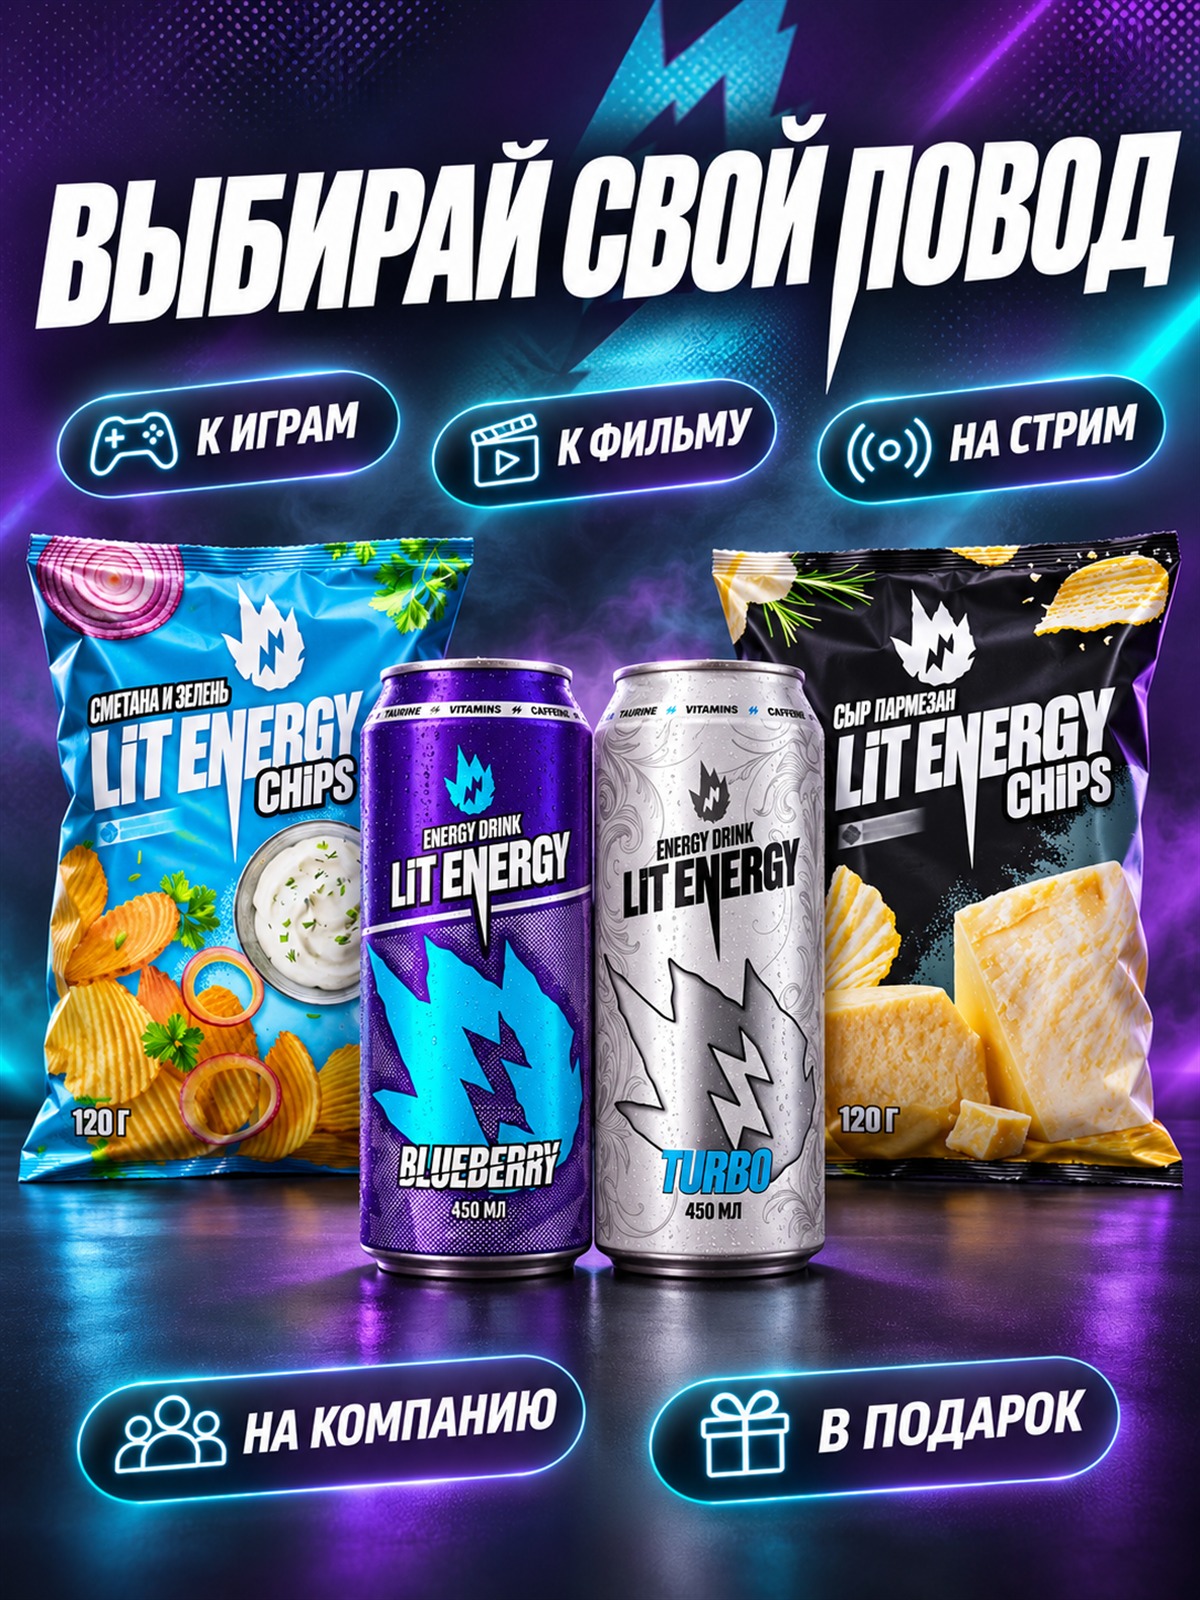 ВЫБИРАЙ СВОЙ ПОВОД
К ИГРАМ
К ФИЛЬМУ
НА СТРИМ
СМЕТАНА И ЗЕЛЕНЬ
LiT ENERGY
CHiPS
120 Г
TAURINE VITAMINS CAFFEINE
ENERGY DRINK
LiT ENERGY
BLUEBERRY
450 МЛ
TAURINE VITAMINS CAFFEINE
ENERGY DRINK
LiT ENERGY
TURBO
450 МЛ
СЫР ПАРМЕЗАН
LiT ENERGY
CHiPS
120 Г
НА КОМПАНИЮ
В ПОДАРОК